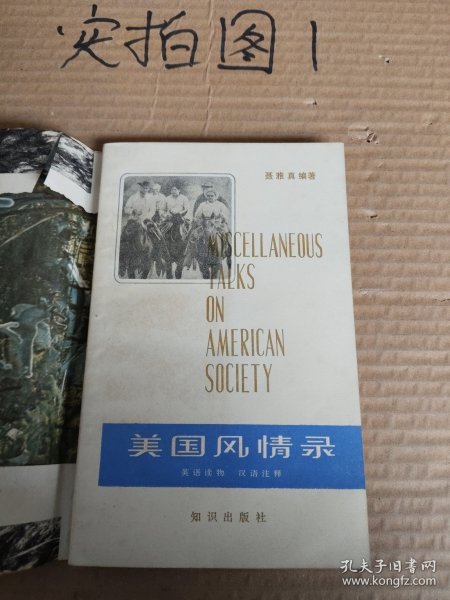 实拍图1
聂雅真 编著
MISCELLANEOUS
TALKS
ON
AMERICAN
SOCIETY
美国风情录
英语读物 汉语注释
知识出版社
孔夫子旧书网
www.kongfz.com